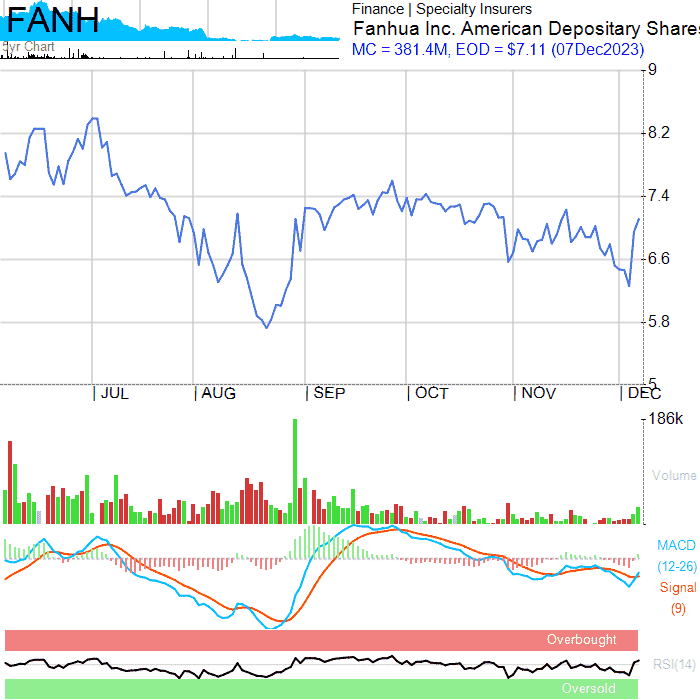 FANH
Finance | Specialty Insurers
Fanhua Inc. American Depositary Shares
MC = 381.4M, EOD = $7.11 (07Dec2023)
5yr Chart
9
8.2
7.4
6.6
5.8
5
JUL
AUG
SEP
OCT
NOV
DEC
186k
Volume
MACD
(12-26)
Signal
(9)
Overbought
RSI(14)
Oversold